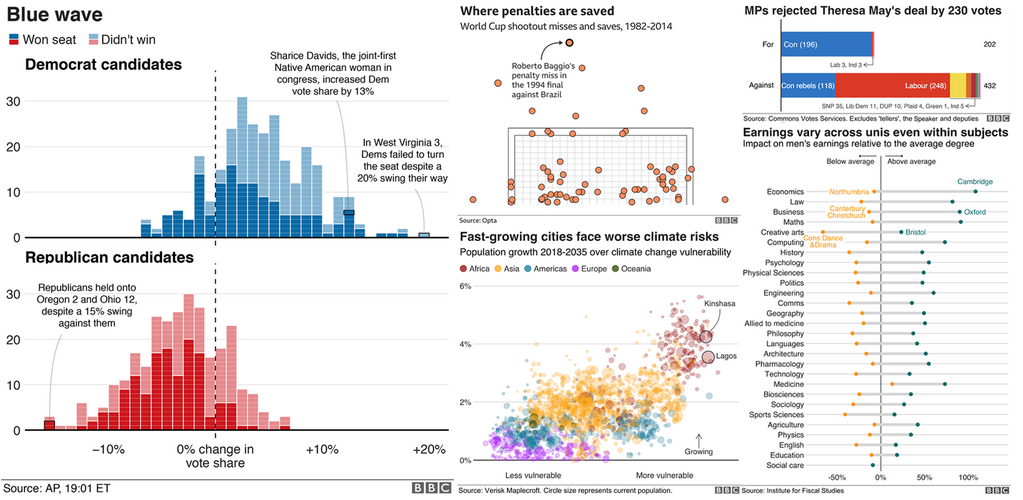 Blue wave
Won seat
Didn't win
Democrat candidates
Sharice Davids, the joint-first
Native American woman in
congress, increased Dem
vote share by 13%
In West Virginia 3,
Dems failed to turn
the seat despite a
20% swing their way
30
20
10
0
Republican candidates
Republicans held onto
Oregon 2 and Ohio 12,
despite a 15% swing
against them
30
20
10
0
−10%
0% change in
vote share
+10%
+20%
Source: AP, 19:01 ET
BBC
Where penalties are saved
World Cup shootout misses and saves, 1982-2014
Roberto Baggio's
penalty miss in
the 1994 final
against Brazil
Source: Opta
BBC
Fast-growing cities face worse climate risks
Population growth 2018-2035 over climate change vulnerability
Africa
Asia
Americas
Europe
Oceania
6%
4%
2%
0%
Kinshasa
Lagos
Growing
Less vulnerable
More vulnerable
Source: Verisk Maplecroft. Circle size represents current population.
BBC
MPs rejected Theresa May's deal by 230 votes
For
Con (196)
202
Lab 3, Ind 3
Against
Con rebels (118)
Labour (248)
432
SNP 35, Lib Dem 11, DUP 10, Plaid 4, Green 1, Ind 5
Source: Commons Votes Services. Excludes 'tellers', the Speaker and deputies
BBC
Earnings vary across unis even within subjects
Impact on men's earnings relative to the average degree
Below average
Above average
Cambridge
Economics
Northumbria
Law
Business
Canterbury
Christchuch
Oxford
Maths
Creative arts
Bristol
Cons Dance
&Drama
Computing
History
Psychology
Physical Sciences
Politics
Engineering
Comms
Geography
Allied to medicine
Philosophy
Languages
Architecture
Pharmacology
Technology
Medicine
Biosciences
Sociology
Sports Sciences
Agriculture
Physics
English
Education
Social care
-50%
0%
50%
100%
Source: Institute for Fiscal Studies
BBC